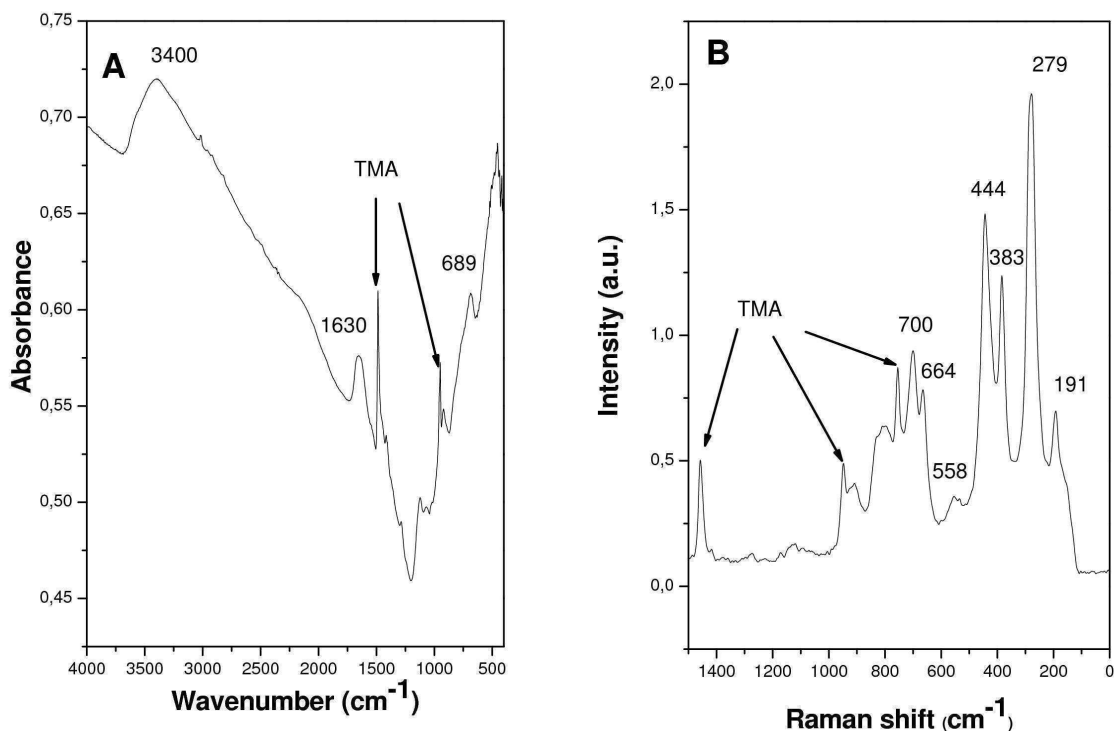 A
3400
TMA
689
1630
0,75
0,70
0,65
0,60
0,55
0,50
0,45
Absorbance
4000 3500 3000 2500 2000 1500 1000 500
Wavenumber (cm-1)
B
279
444
383
TMA
700
664
191
558
2,0
1,5
1,0
0,5
0,0
Intensity (a.u.)
1400 1200 1000 800 600 400 200 0
Raman shift (cm-1)